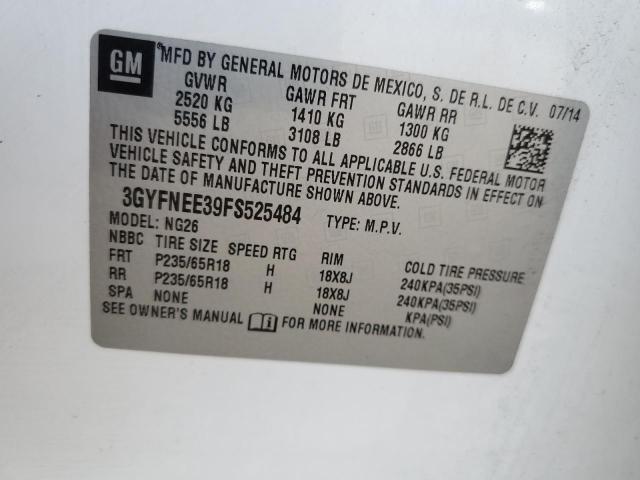 GM
MFD BY GENERAL MOTORS DE MEXICO, S. DE R.L. DE C.V. 07/14
GVWR GAWR FRT GAWR RR
2520 KG 1410 KG 1300 KG
5556 LB 3108 LB 2866 LB
THIS VEHICLE CONFORMS TO ALL APPLICABLE U.S. FEDERAL MOTOR
VEHICLE SAFETY AND THEFT PREVENTION STANDARDS IN EFFECT ON
THE DATE OF MANUFACTURE SHOWN ABOVE.
3GYFNEE39FS525484 TYPE: M.P.V.
MODEL: NG26
NBBC TIRE SIZE SPEED RTG RIM COLD TIRE PRESSURE
FRT P235/65R18 H 18X8J 240KPA(35PSI)
RR P235/65R18 H 18X8J 240KPA(35PSI)
SPA NONE NONE KPA(PSI)
SEE OWNER'S MANUAL i FOR MORE INFORMATION.